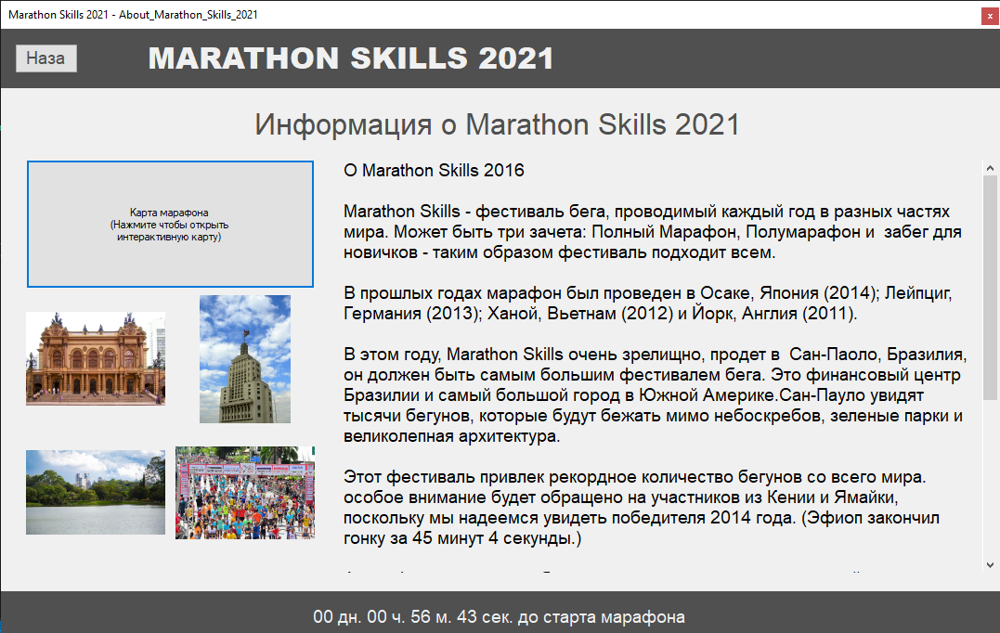 Marathon Skills 2021 - About_Marathon_Skills_2021
x
Наза
MARATHON SKILLS 2021
Информация о Marathon Skills 2021
Карта марафона
(Нажмите чтобы открыть
интерактивную карту)
О Marathon Skills 2016
Marathon Skills - фестиваль бега, проводимый каждый год в разных частях
мира. Может быть три зачета: Полный Марафон, Полумарафон и  забег для
новичков - таким образом фестиваль подходит всем.
В прошлых годах марафон был проведен в Осаке, Япония (2014); Лейпциг,
Германия (2013); Ханой, Вьетнам (2012) и Йорк, Англия (2011).
В этом году, Marathon Skills очень зрелищно, продет в  Сан-Паоло, Бразилия,
он должен быть самым большим фестивалем бега. Это финансовый центр
Бразилии и самый большой город в Южной Америке.Сан-Пауло увидят
тысячи бегунов, которые будут бежать мимо небоскребов, зеленые парки и
великолепная архитектура.
Этот фестиваль привлек рекордное количество бегунов со всего мира.
особое внимание будет обращено на участников из Кении и Ямайки,
поскольку мы надеемся увидеть победителя 2014 года. (Эфиоп закончил
гонку за 45 минут 4 секунды.)
00 дн. 00 ч. 56 м. 43 сек. до старта марафона